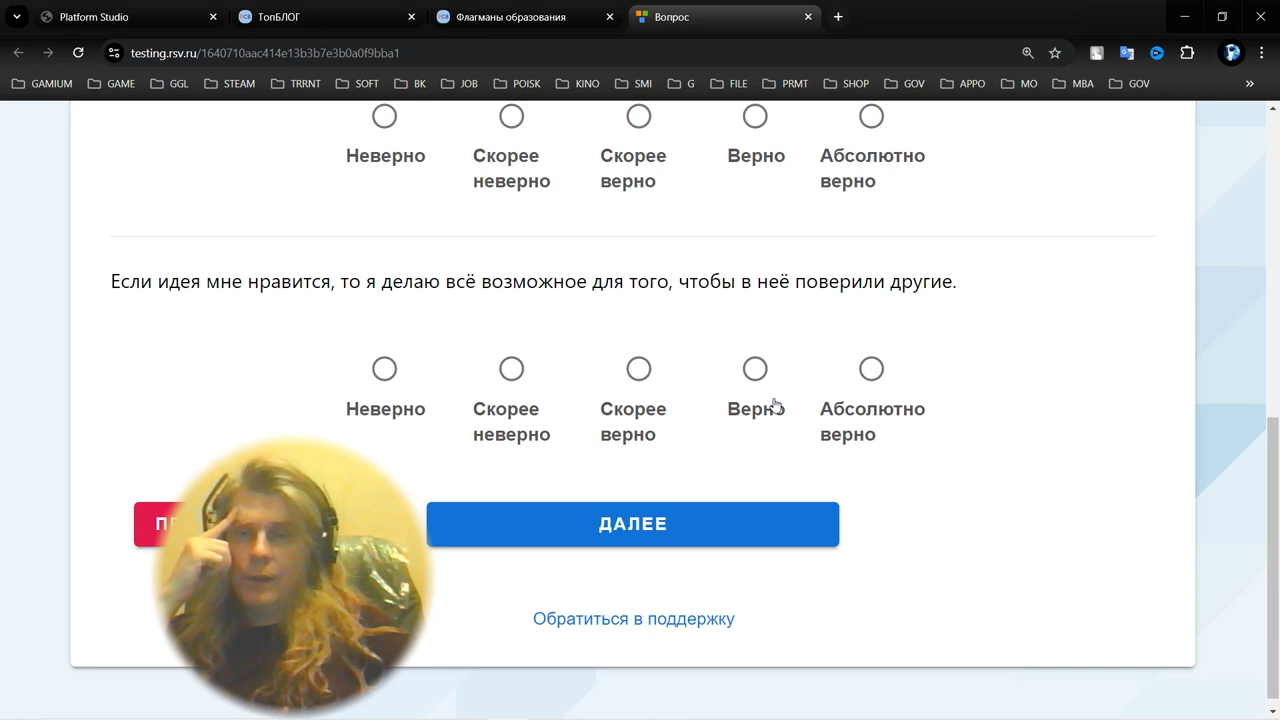 Platform Studio
ТопБЛОГ
Флагманы образования
Вопрос
testing.rsv.ru/1640710aac414e13b3b7e3b0a0f9bba1
GAMIUM GAME GGL STEAM TRRNT SOFT BK JOB POISK KINO SMI G FILE PRMT SHOP GOV APPO MO MBA GOV
Неверно Скорее неверно Скорее верно Верно Абсолютно верно
Если идея мне нравится, то я делаю всё возможное для того, чтобы в неё поверили другие.
Неверно Скорее неверно Скорее верно Верно Абсолютно верно
ДАЛЕЕ
Обратиться в поддержку